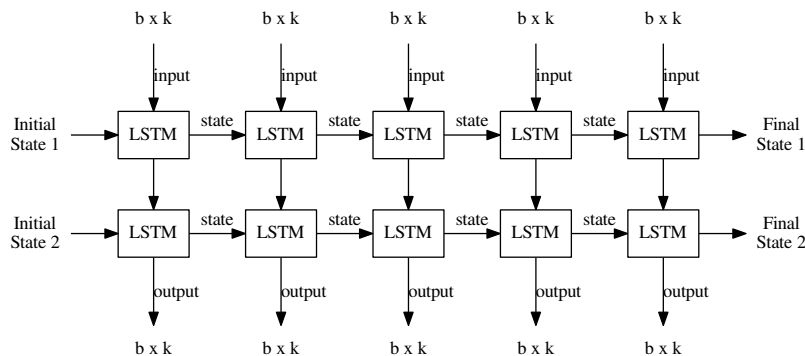 b x k b x k b x k b x k b x k
input input input input input
Initial State 1 LSTM state LSTM state LSTM state LSTM state LSTM Final State 1
Initial State 2 LSTM state LSTM state LSTM state LSTM state LSTM Final State 2
output output output output output
b x k b x k b x k b x k b x k